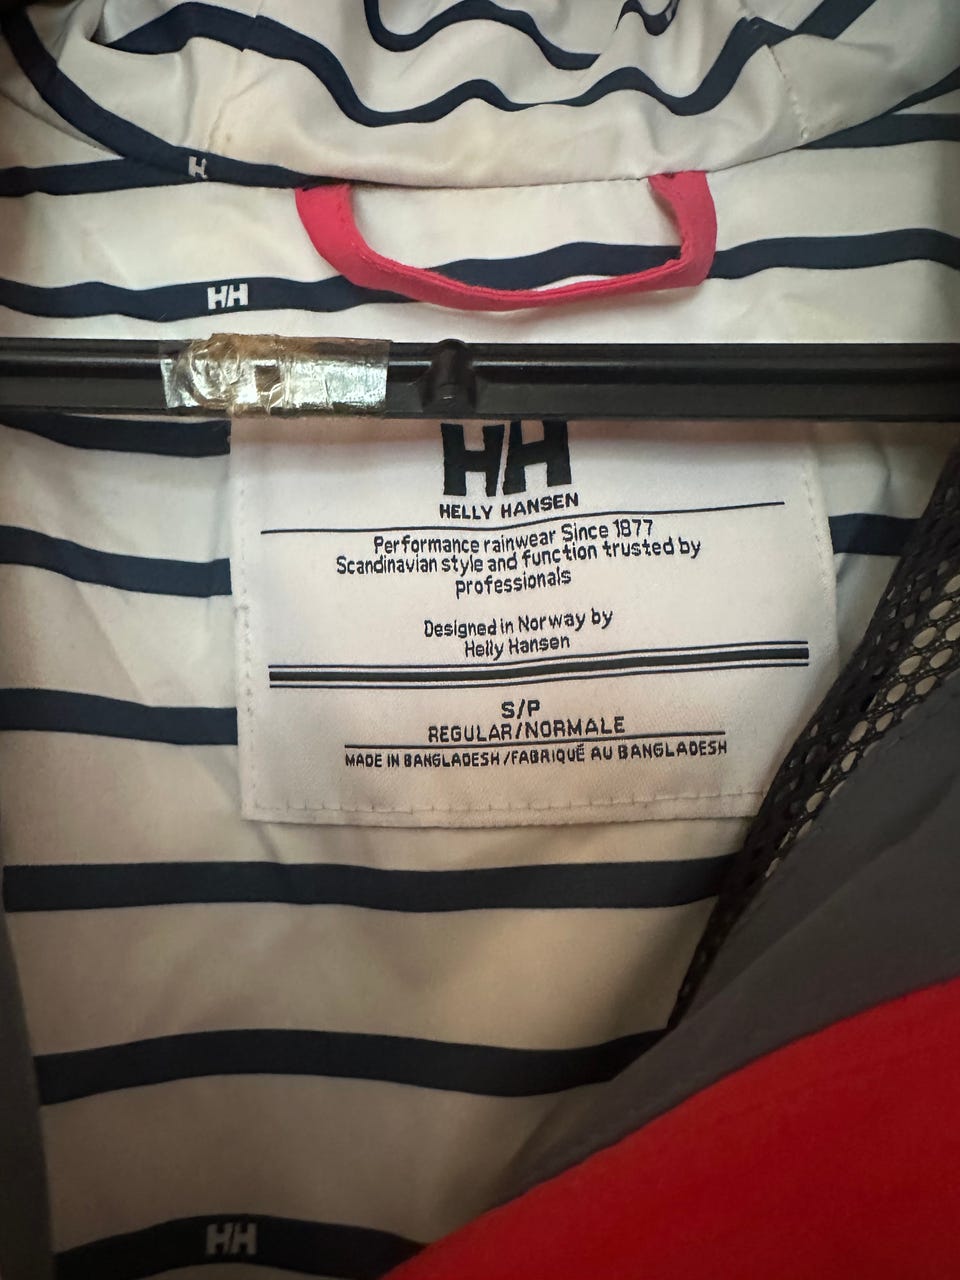 H
HH
HH
HELLY HANSEN
Performance rainwear Since 1877
Scandinavian style and function trusted by
professionals
Designed in Norway by
Helly Hansen
S/P
REGULAR/NORMALE
MADE IN BANGLADESH/FABRIQUÉ AU BANGLADESH
HH